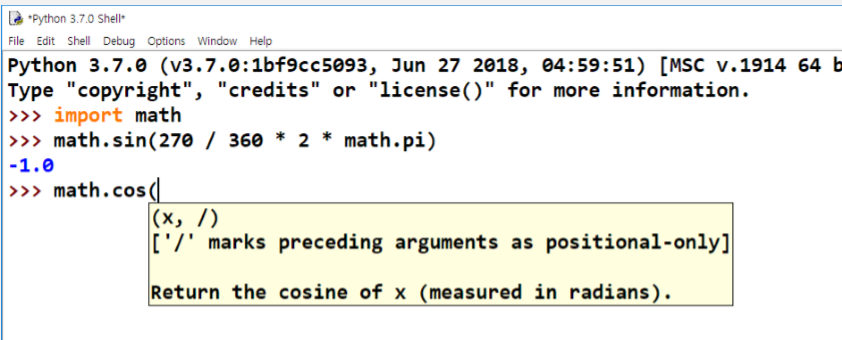 *Python 3.7.0 Shell*
File Edit Shell Debug Options Window Help
Python 3.7.0 (v3.7.0:1bf9cc5093, Jun 27 2018, 04:59:51) [MSC v.1914 64 b
Type "copyright", "credits" or "license()" for more information.
>>> import math
>>> math.sin(270 / 360 * 2 * math.pi)
-1.0
>>> math.cos(
(x, /)
['/' marks preceding arguments as positional-only]
Return the cosine of x (measured in radians).